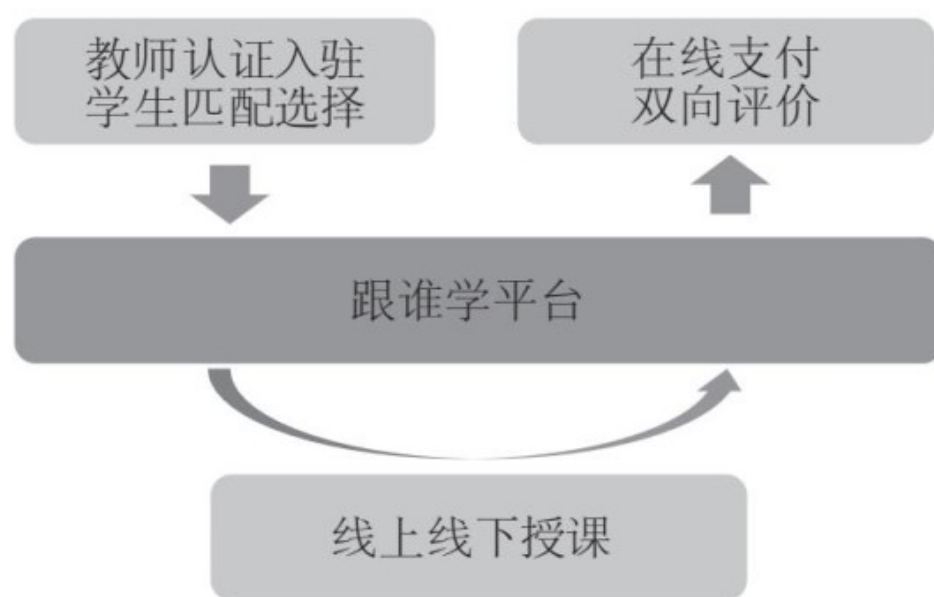 教师认证入驻
学生匹配选择
在线支付
双向评价
跟谁学平台
线上线下授课